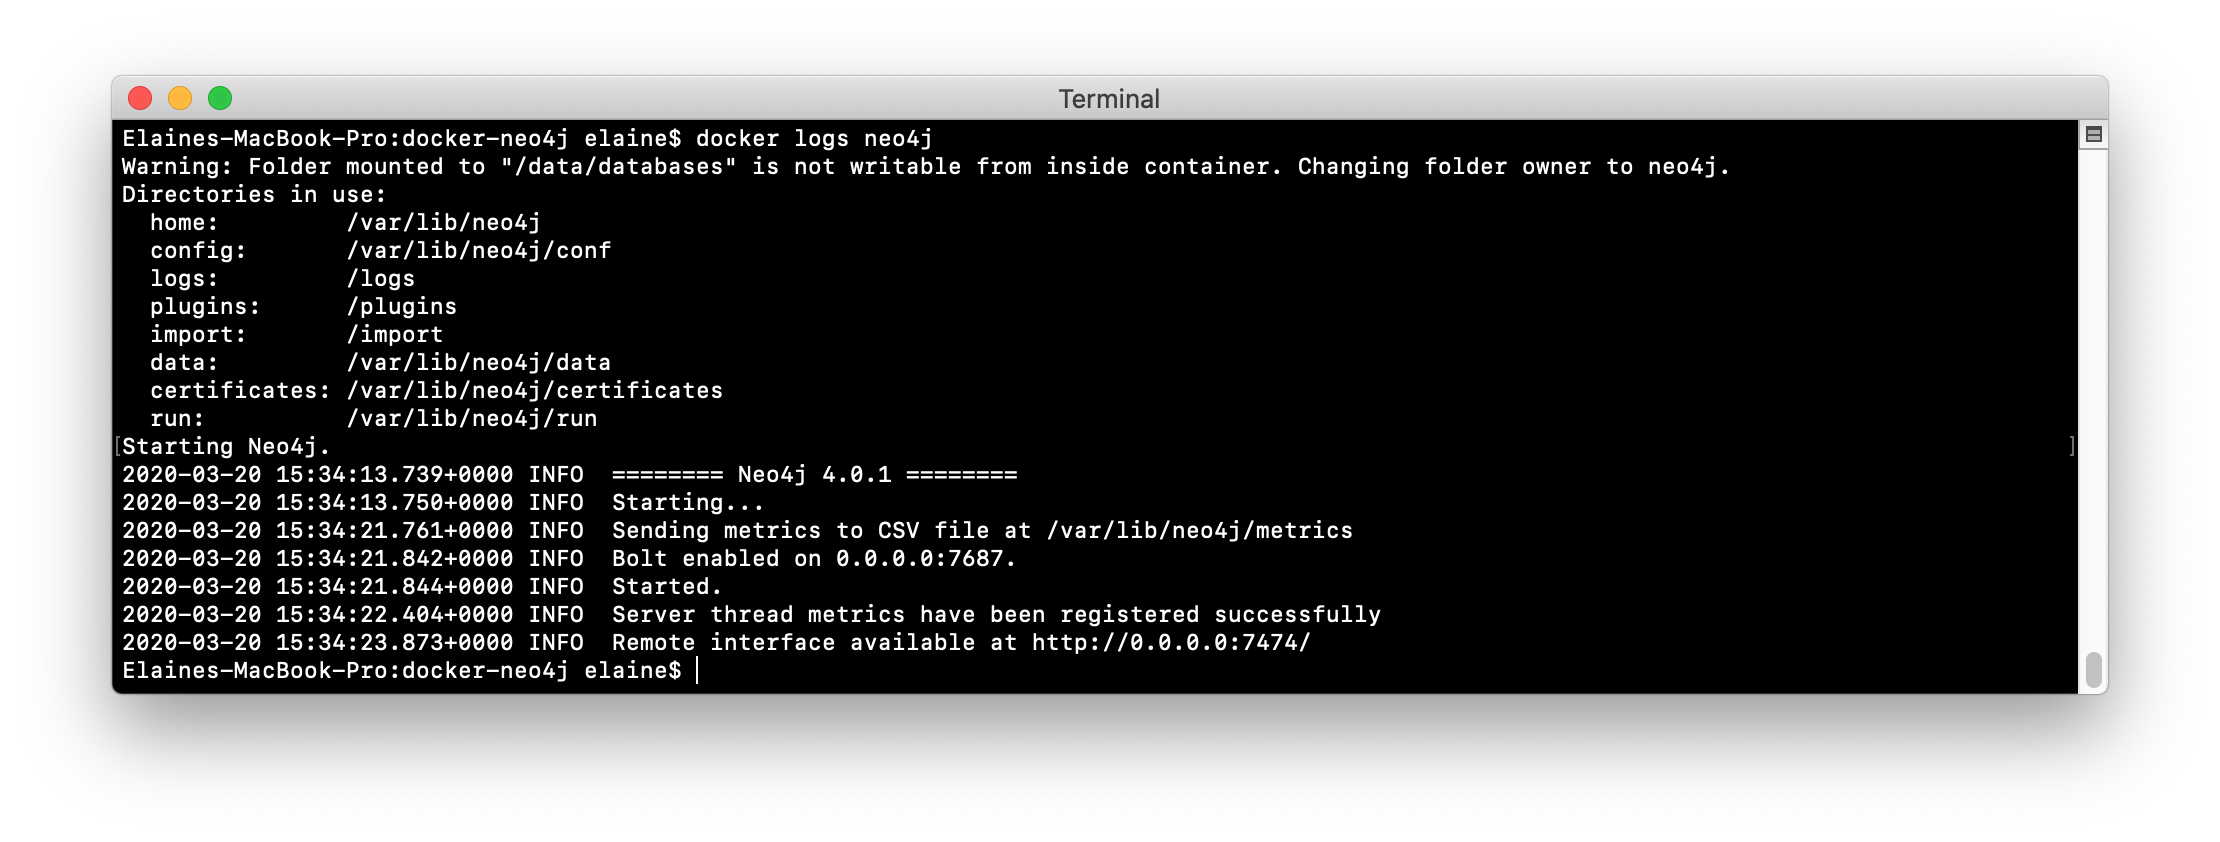 Terminal
Elaines-MacBook-Pro:docker-neo4j elaine$ docker logs neo4j
Warning: Folder mounted to "/data/databases" is not writable from inside container. Changing folder owner to neo4j.
Directories in use:
  home:         /var/lib/neo4j
  config:       /var/lib/neo4j/conf
  logs:         /logs
  plugins:      /plugins
  import:       /import
  data:         /var/lib/neo4j/data
  certificates: /var/lib/neo4j/certificates
  run:          /var/lib/neo4j/run
[Starting Neo4j. ]
2020-03-20 15:34:13.739+0000 INFO  ======== Neo4j 4.0.1 ========
2020-03-20 15:34:13.750+0000 INFO  Starting...
2020-03-20 15:34:21.761+0000 INFO  Sending metrics to CSV file at /var/lib/neo4j/metrics
2020-03-20 15:34:21.842+0000 INFO  Bolt enabled on 0.0.0.0:7687.
2020-03-20 15:34:21.844+0000 INFO  Started.
2020-03-20 15:34:22.404+0000 INFO  Server thread metrics have been registered successfully
2020-03-20 15:34:23.873+0000 INFO  Remote interface available at http://0.0.0.0:7474/
Elaines-MacBook-Pro:docker-neo4j elaine$